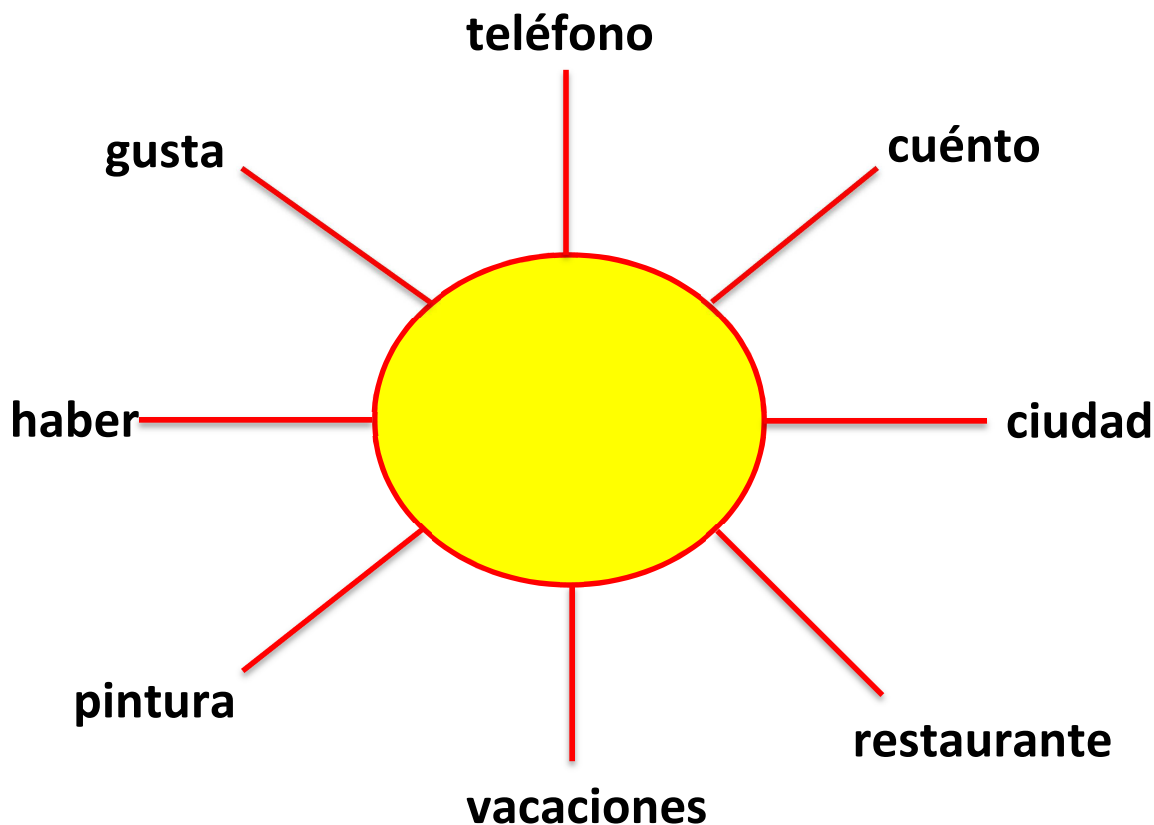 teléfono
gusta
cuénto
haber
ciudad
pintura
restaurante
vacaciones